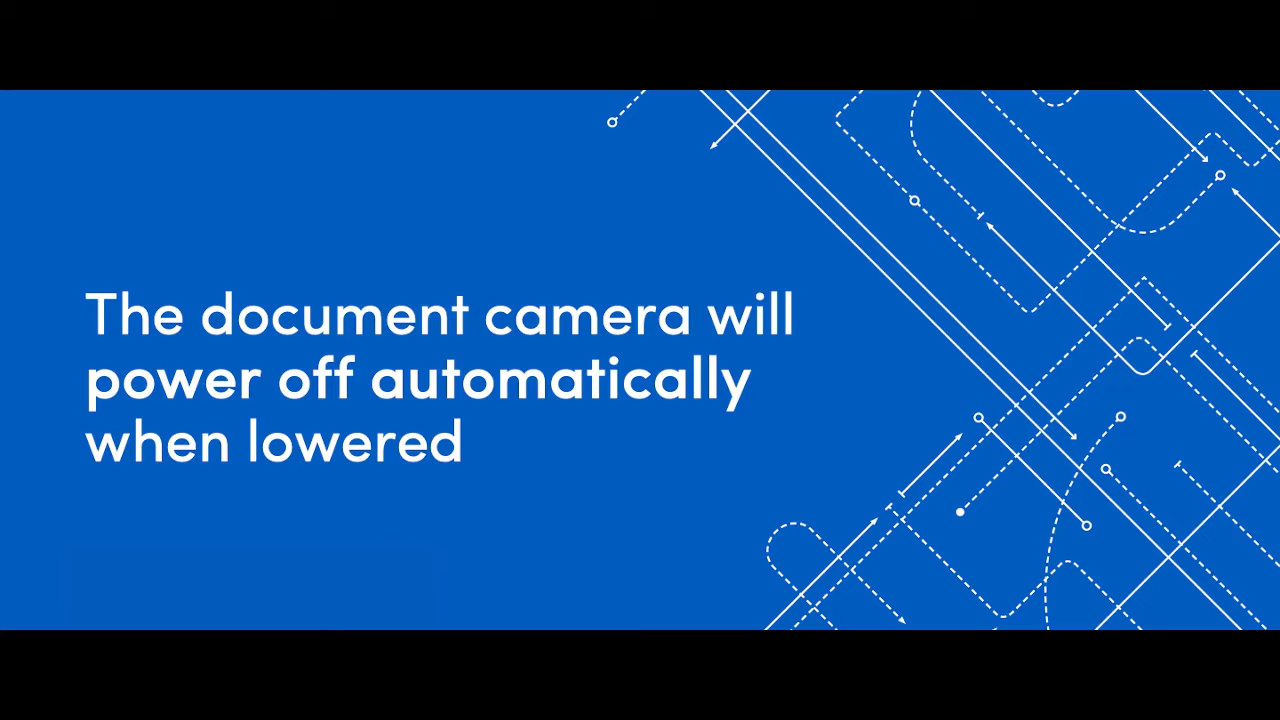 The document camera will
power off automatically
when lowered